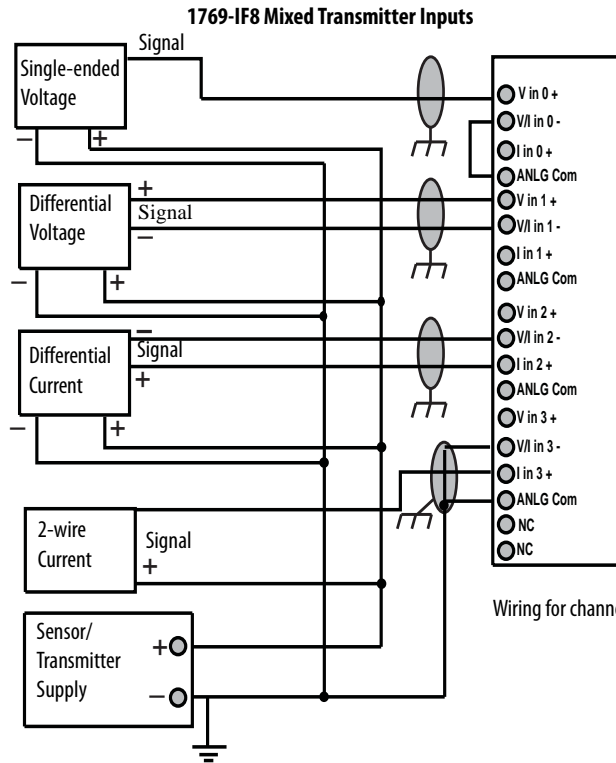 1769-IF8 Mixed Transmitter Inputs
Signal
Single-ended
Voltage
− +
Differential
Voltage
+
Signal
−
− +
Differential
Current
−
Signal
+
− +
2-wire
Current
Signal
+
Sensor/
Transmitter
Supply
+
−
V in 0 +
V/I in 0 -
I in 0 +
ANLG Com
V in 1 +
V/I in 1 -
I in 1 +
ANLG Com
V in 2 +
V/I in 2 -
I in 2 +
ANLG Com
V in 3 +
V/I in 3 -
I in 3 +
ANLG Com
NC
NC
Wiring for